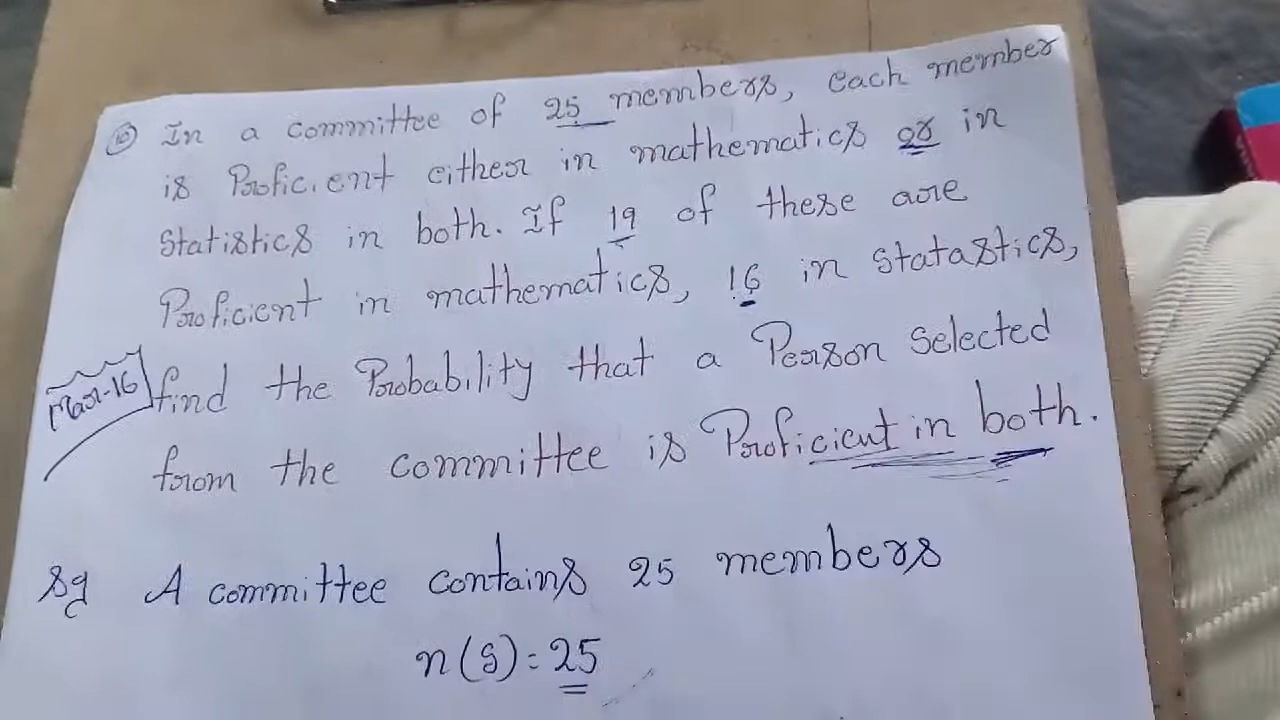 ⑥ In a committee of 25 members, each member
is Proficient either in mathematics or in
Statistics in both. If 19 of these are
Proficient in mathematics, 16 in statastics,
Mar-16
find the Probability that a Person Selected
from the committee is Proficient in both.
Sol A committee contains 25 members
n(S) = 25